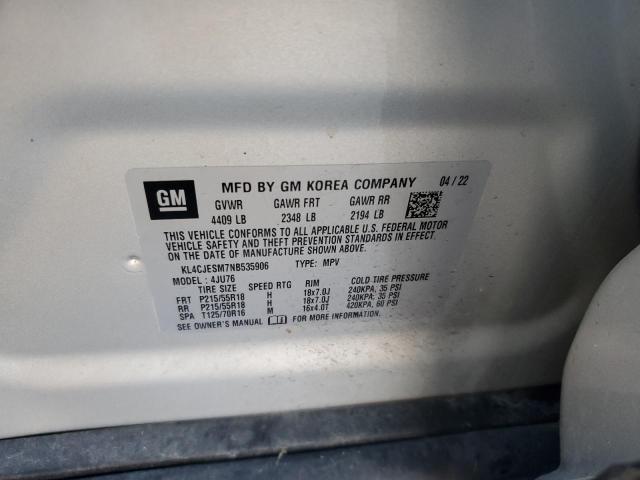 GM
MFD BY GM KOREA COMPANY 04 / 22
GVWR GAWR FRT GAWR RR
4409 LB 2348 LB 2194 LB
THIS VEHICLE CONFORMS TO ALL APPLICABLE U.S. FEDERAL MOTOR
VEHICLE SAFETY AND THEFT PREVENTION STANDARDS IN EFFECT
ON THE DATE OF MANUFACTURE SHOWN ABOVE.
KL4CJESM7NB535906 TYPE: MPV
MODEL : 4JU76
TIRE SIZE SPEED RTG RIM COLD TIRE PRESSURE
FRT P215/55R18 H 18x7.0J 240KPA, 35 PSI
RR P215/55R18 H 18x7.0J 240KPA, 35 PSI
SPA T125/70R16 M 16x4.0T 420KPA, 60 PSI
SEE OWNER'S MANUAL FOR MORE INFORMATION.